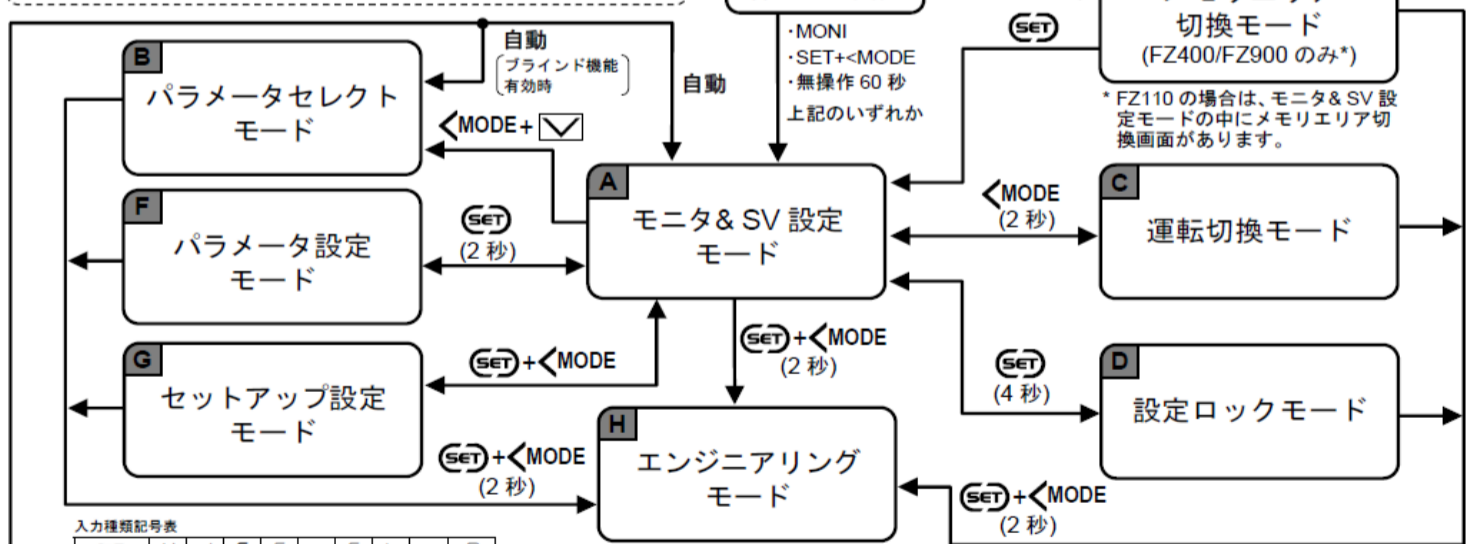 自動
ブラインド機能
有効時
自動
・MONI
・SET+<MODE
・無操作 60 秒
上記のいずれか
SET
切換モード
(FZ400/FZ900 のみ*)
* FZ110 の場合は、モニタ& SV 設
定モードの中にメモリエリア切
換画面があります。
B
パラメータセレクト
モード
<MODE+
F
パラメータ設定
モード
SET
(2 秒)
A
モニタ& SV 設定
モード
<MODE
(2 秒)
C
運転切換モード
G
セットアップ設定
モード
SET+<MODE
SET+<MODE
(2 秒)
SET
(4 秒)
D
設定ロックモード
SET+<MODE
(2 秒)
H
エンジニアリング
モード
SET+<MODE
(2 秒)
入力種類記号表